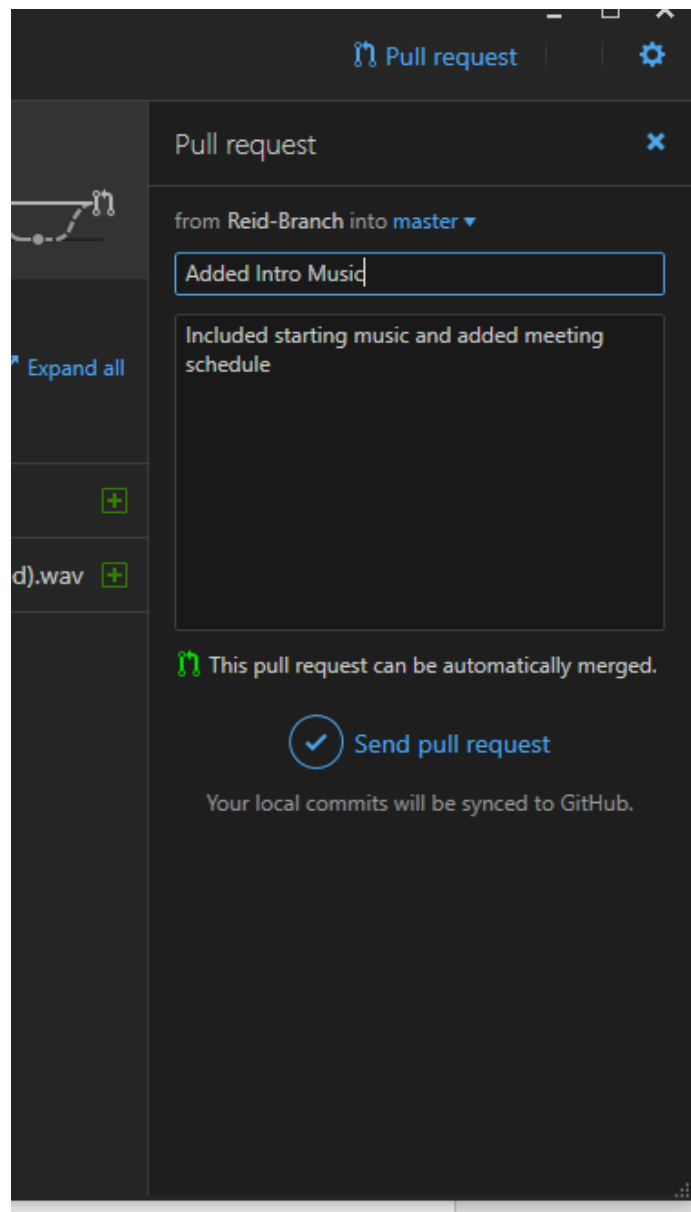 Pull request
Pull request
from Reid-Branch into master
Added Intro Music
Included starting music and added meeting
schedule
Expand all
d).wav
This pull request can be automatically merged.
Send pull request
Your local commits will be synced to GitHub.